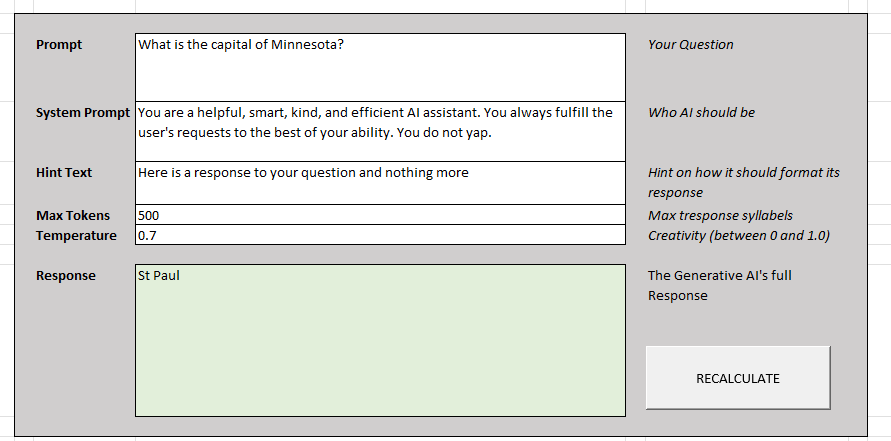 Prompt What is the capital of Minnesota? Your Question
System Prompt You are a helpful, smart, kind, and efficient AI assistant. You always fulfill the Who AI should be
user's requests to the best of your ability. You do not yap.
Hint Text Here is a response to your question and nothing more Hint on how it should format its
response
Max Tokens 500 Max tresponse syllabels
Temperature 0.7 Creativity (between 0 and 1.0)
Response St Paul The Generative AI's full
Response
RECALCULATE